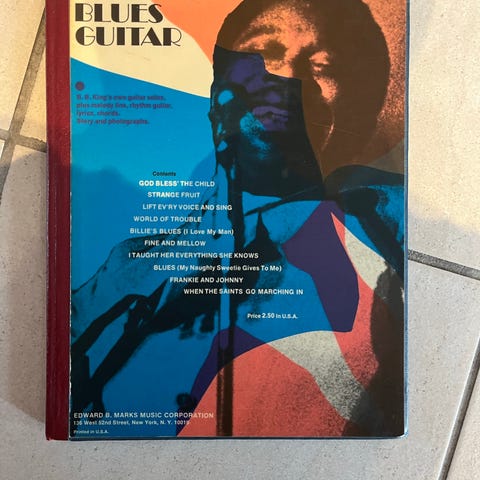 BLUES
GUITAR
B. B. King's own guitar solos,
plus melody line, rhythm guitar,
lyrics, chords.
Story and photographs.
Contents
GOD BLESS' THE CHILD
STRANGE FRUIT
LIFT EV'RY VOICE AND SING
WORLD OF TROUBLE
BILLIE'S BLUES (I Love My Man)
FINE AND MELLOW
I TAUGHT HER EVERYTHING SHE KNOWS
BLUES (My Naughty Sweetie Gives To Me)
FRANKIE AND JOHNNY
WHEN THE SAINTS GO MARCHING IN
Price 2.50 in U.S.A.
EDWARD B. MARKS MUSIC CORPORATION
136 West 52nd Street, New York, N. Y. 10019
Printed in U.S.A.